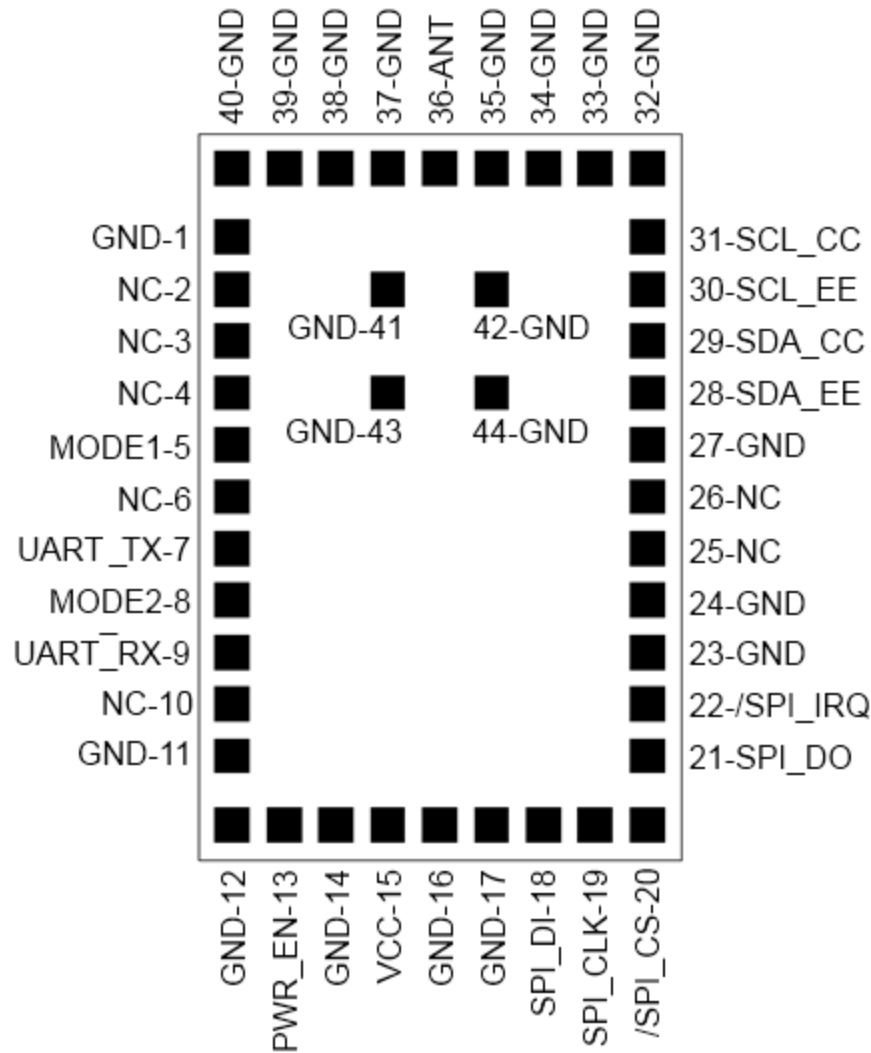 40-GND
39-GND
38-GND
37-GND
36-ANT
35-GND
34-GND
33-GND
32-GND
GND-1
31-SCL_CC
NC-2
30-SCL_EE
GND-41
42-GND
NC-3
29-SDA_CC
NC-4
28-SDA_EE
GND-43
44-GND
MODE1-5
27-GND
NC-6
26-NC
UART_TX-7
25-NC
MODE2-8
24-GND
UART_RX-9
23-GND
NC-10
22-/SPI_IRQ
GND-11
21-SPI_DO
GND-12
PWR_EN-13
GND-14
VCC-15
GND-16
GND-17
SPI_DI-18
SPI_CLK-19
/SPI_CS-20